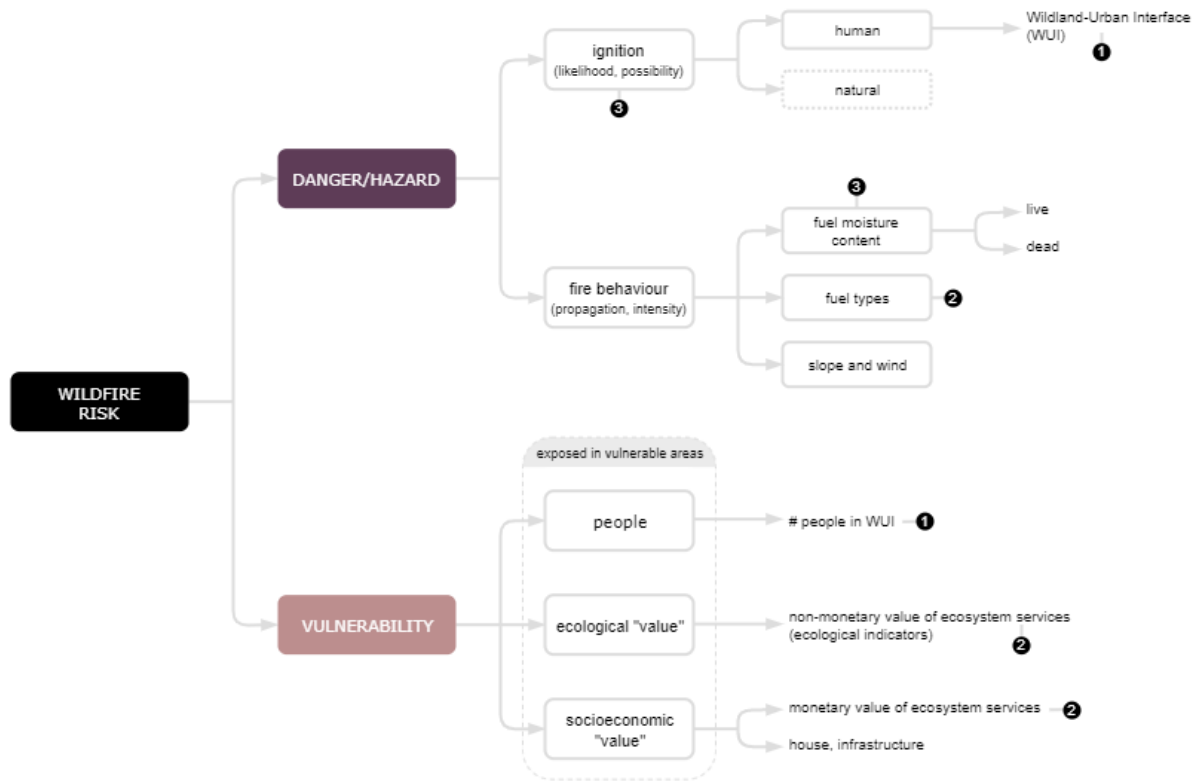 ignition
(likelihood, possibility)
3
human
Wildland-Urban Interface
(WUI)
1
natural
DANGER/HAZARD
3
fuel moisture
content
live
dead
fire behaviour
(propagation, intensity)
fuel types
2
slope and wind
WILDFIRE
RISK
exposed in vulnerable areas
people
# people in WUI
1
VULNERABILITY
ecological "value"
non-monetary value of ecosystem services
(ecological indicators)
2
socioeconomic
"value"
monetary value of ecosystem services
2
house, infrastructure